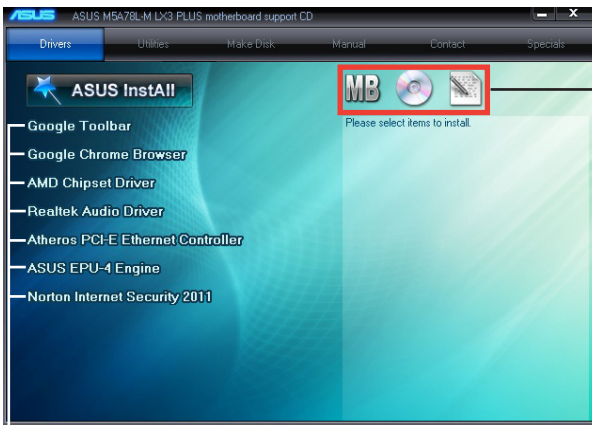 ASUS ASUS M5A78L-M LX3 PLUS motherboard support CD
Drivers Utilities Make Disk Manual Contact Specials
ASUS InstAll MB
Google Toolbar Please select items to install.
Google Chrome Browser
AMD Chipset Driver
Realtek Audio Driver
Atheros PCI-E Ethernet Controller
ASUS EPU-4 Engine
Norton Internet Security 2011